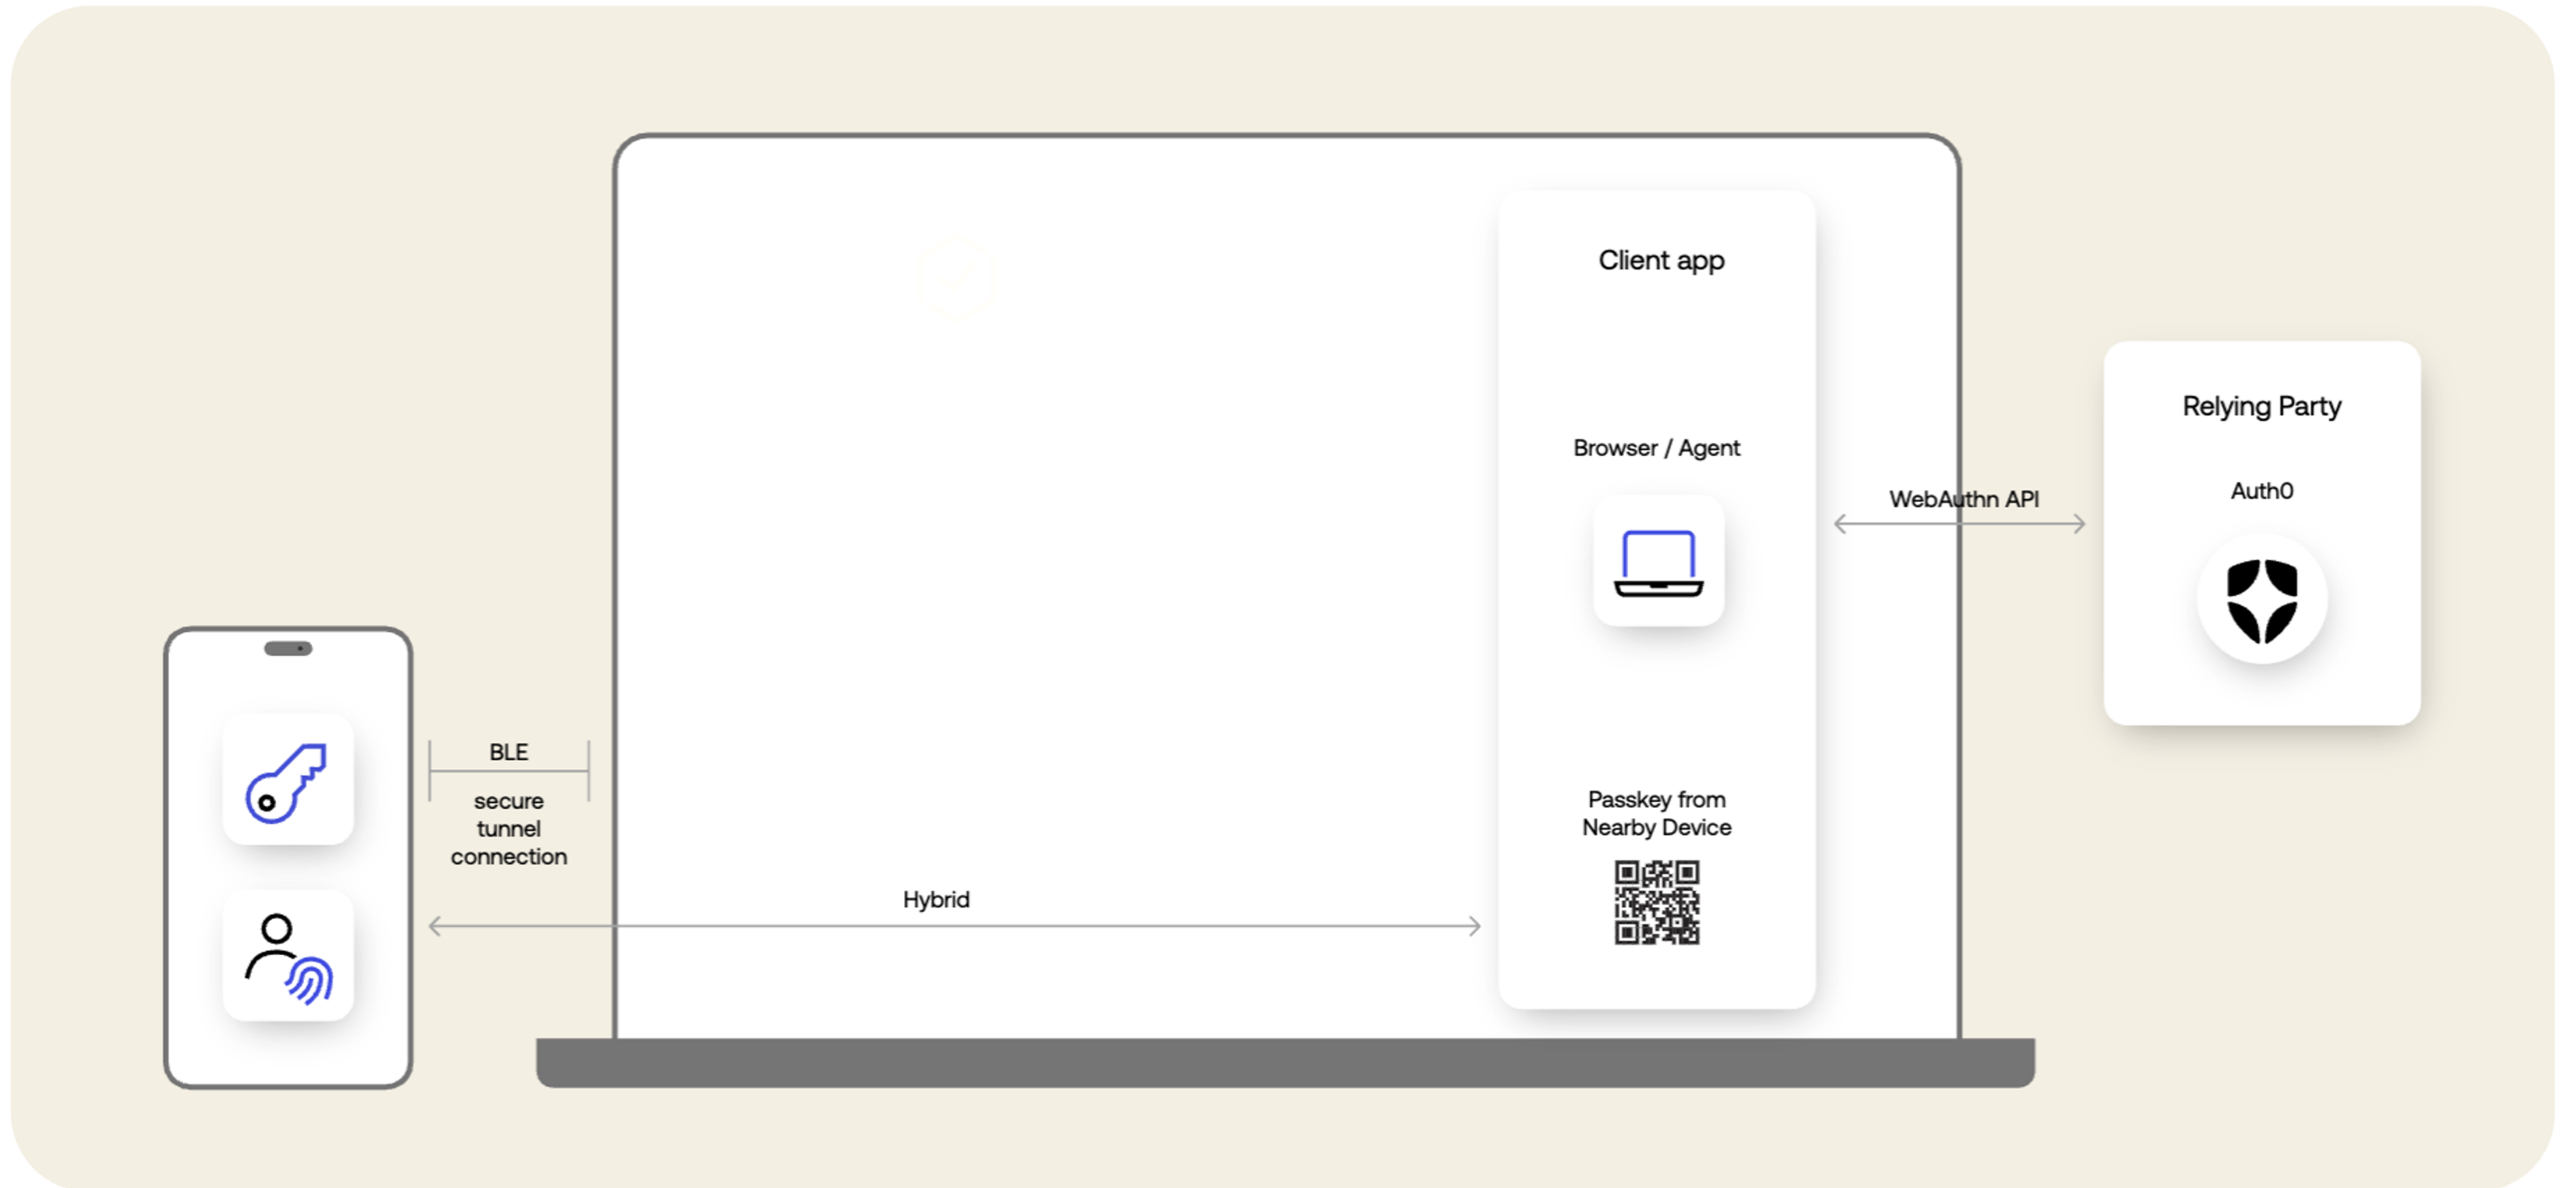 Client app
Browser / Agent
WebAuthn API
Relying Party
Auth0
BLE
secure
tunnel
connection
Passkey from
Nearby Device
Hybrid